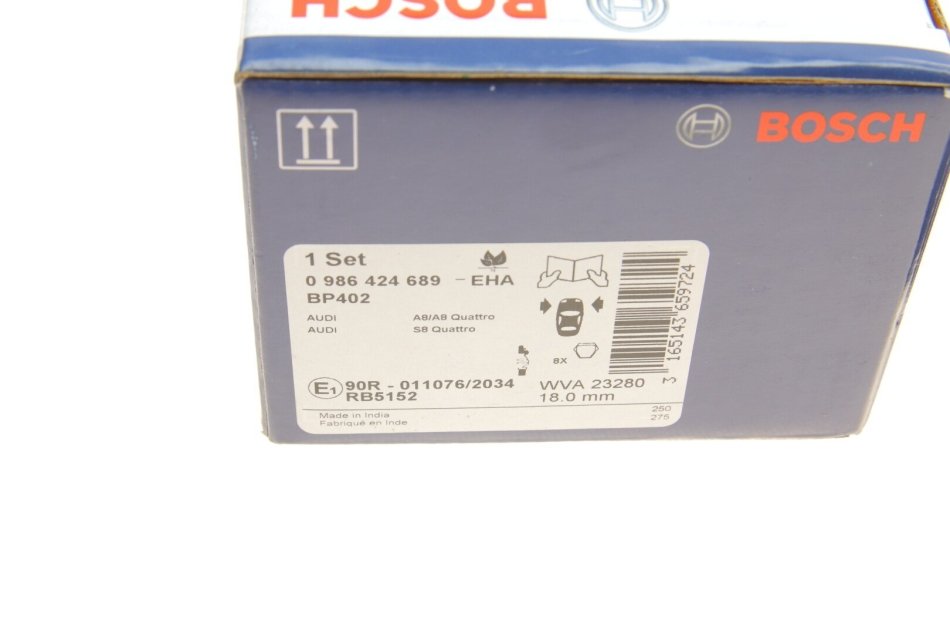 BOSCH
BOSCH
1 Set
0 986 424 689 - EHA
BP402
AUDI A8/A8 Quattro
AUDI S8 Quattro
8X
E1 90R - 011076/2034
RB5152
WVA 23280
18.0 mm
3 165143 659724
Made in India
Fabriqué en Inde
250
275